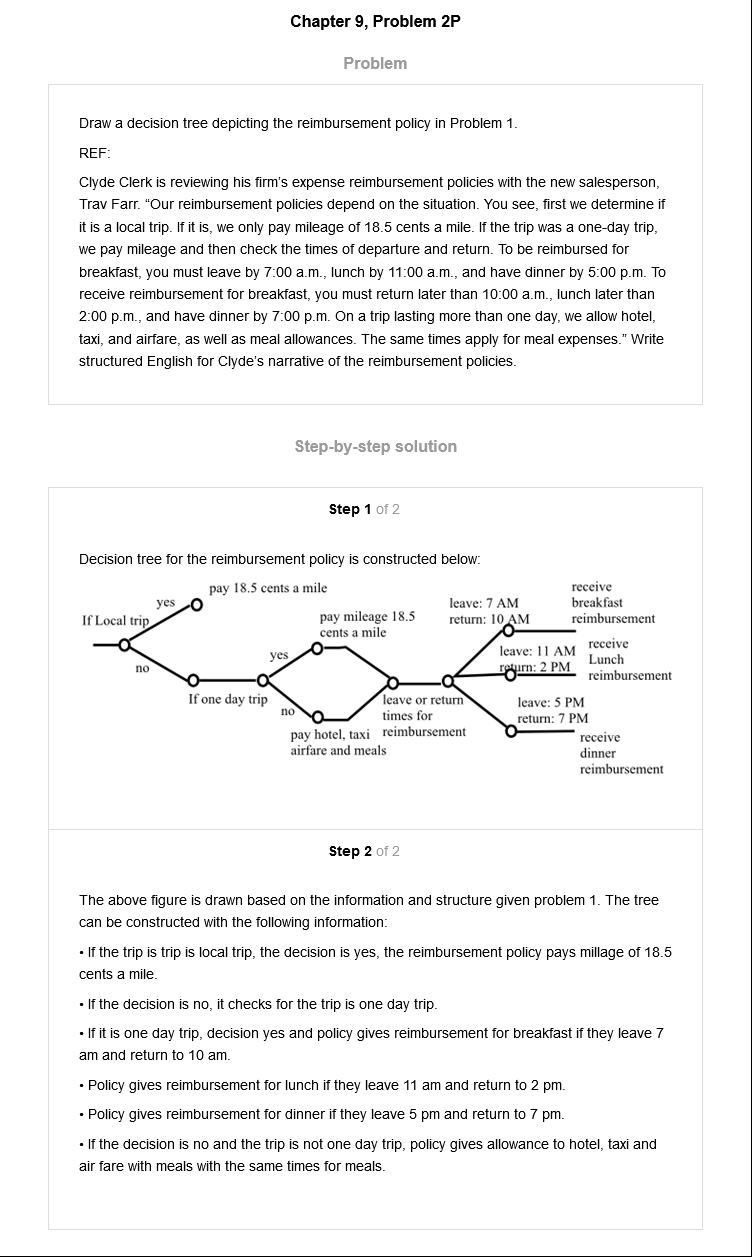 Chapter 9, Problem 2P
Problem
Draw a decision tree depicting the reimbursement policy in Problem 1.
REF:
Clyde Clerk is reviewing his firm's expense reimbursement policies with the new salesperson,
Trav Farr. “Our reimbursement policies depend on the situation. You see, first we determine if
it is a local trip. If it is, we only pay mileage of 18.5 cents a mile. If the trip was a one-day trip,
we pay mileage and then check the times of departure and return. To be reimbursed for
breakfast, you must leave by 7:00 a.m., lunch by 11:00 a.m., and have dinner by 5:00 p.m. To
receive reimbursement for breakfast, you must return later than 10:00 a.m., lunch later than
2:00 p.m., and have dinner by 7:00 p.m. On a trip lasting more than one day, we allow hotel,
taxi, and airfare, as well as meal allowances. The same times apply for meal expenses.” Write
structured English for Clyde's narrative of the reimbursement policies.
Step-by-step solution
Step 1 of 2
Decision tree for the reimbursement policy is constructed below:
If Local trip
yes
pay 18.5 cents a mile
no
If one day trip
yes
pay mileage 18.5
cents a mile
no
pay hotel, taxi
airfare and meals
leave or return
times for
reimbursement
leave: 7 AM
return: 10 AM
receive
breakfast
reimbursement
leave: 11 AM
return: 2 PM
receive
Lunch
reimbursement
leave: 5 PM
return: 7 PM
receive
dinner
reimbursement
Step 2 of 2
The above figure is drawn based on the information and structure given problem 1. The tree
can be constructed with the following information:
• If the trip is trip is local trip, the decision is yes, the reimbursement policy pays millage of 18.5
cents a mile.
• If the decision is no, it checks for the trip is one day trip.
• If it is one day trip, decision yes and policy gives reimbursement for breakfast if they leave 7
am and return to 10 am.
• Policy gives reimbursement for lunch if they leave 11 am and return to 2 pm.
• Policy gives reimbursement for dinner if they leave 5 pm and return to 7 pm.
• If the decision is no and the trip is not one day trip, policy gives allowance to hotel, taxi and
air fare with meals with the same times for meals.